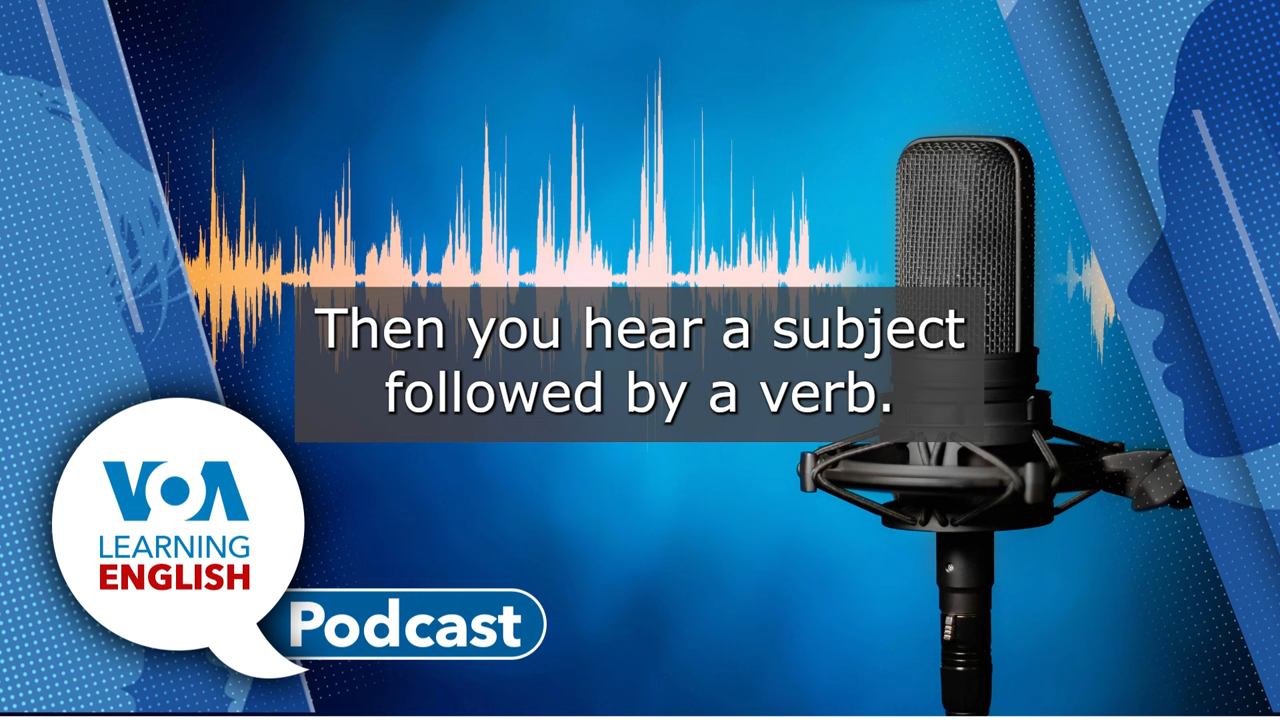 Then you hear a subject
followed by a verb.
VOA
LEARNING
ENGLISH
Podcast